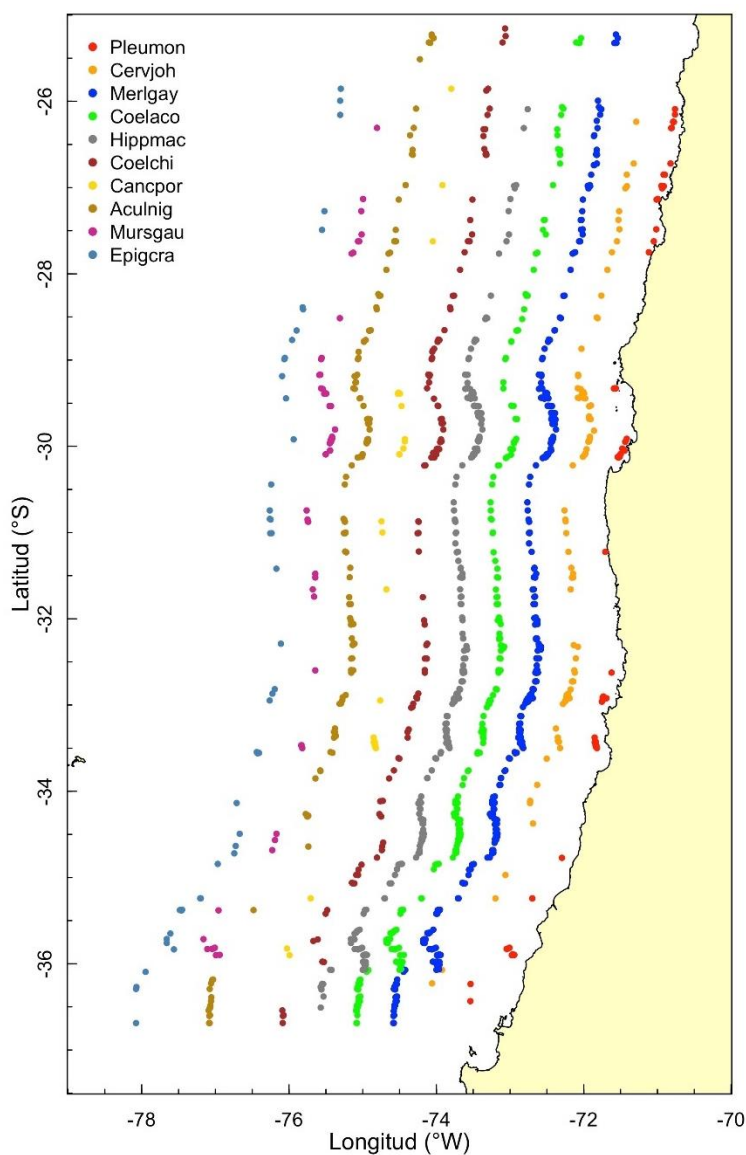 Pleumon
Cervjoh
Merlgay
Coelaco
Hippmac
Coelchi
Cancpor
Aculnig
Mursgau
Epigcra
-26
-28
-30
-32
-34
-36
Latitud (°S)
-78 -76 -74 -72 -70
Longitud (°W)